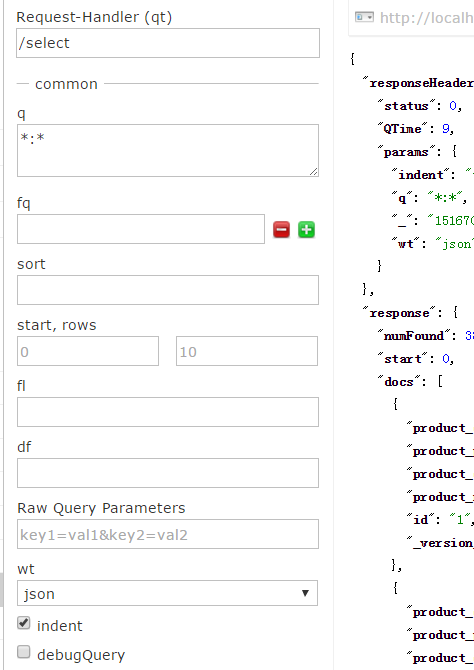 Request-Handler (qt)
/select
common
q
*:*
fq
sort
start, rows
0
10
fl
df
Raw Query Parameters
key1=val1&key2=val2
wt
json
indent
debugQuery
http://localh
{
"responseHeader
"status": 0,
"QTime": 9,
"params": {
"indent": "
"q": "*:*",
"_": "15167
"wt": "json"
}
},
"response": {
"numFound": 3
"start": 0,
"docs": [
{
"product_
"product_
"product_
"product_
"id": "1",
"_version_
},
{
"product_
"product_
"product_